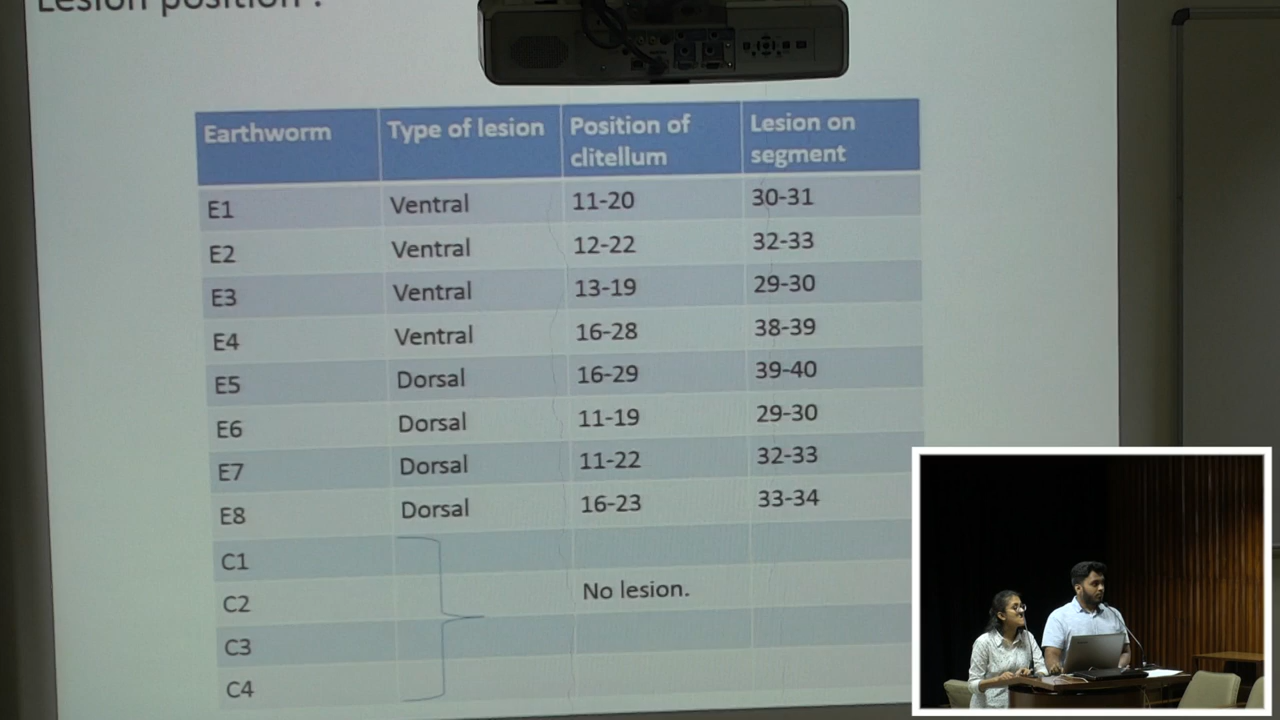 Lesion position :
Earthworm Type of lesion Position of clitellum Lesion on segment
E1 Ventral 11-20 30-31
E2 Ventral 12-22 32-33
E3 Ventral 13-19 29-30
E4 Ventral 16-28 38-39
E5 Dorsal 16-29 39-40
E6 Dorsal 11-19 29-30
E7 Dorsal 11-22 32-33
E8 Dorsal 16-23 33-34
C1
C2 No lesion.
C3
C4